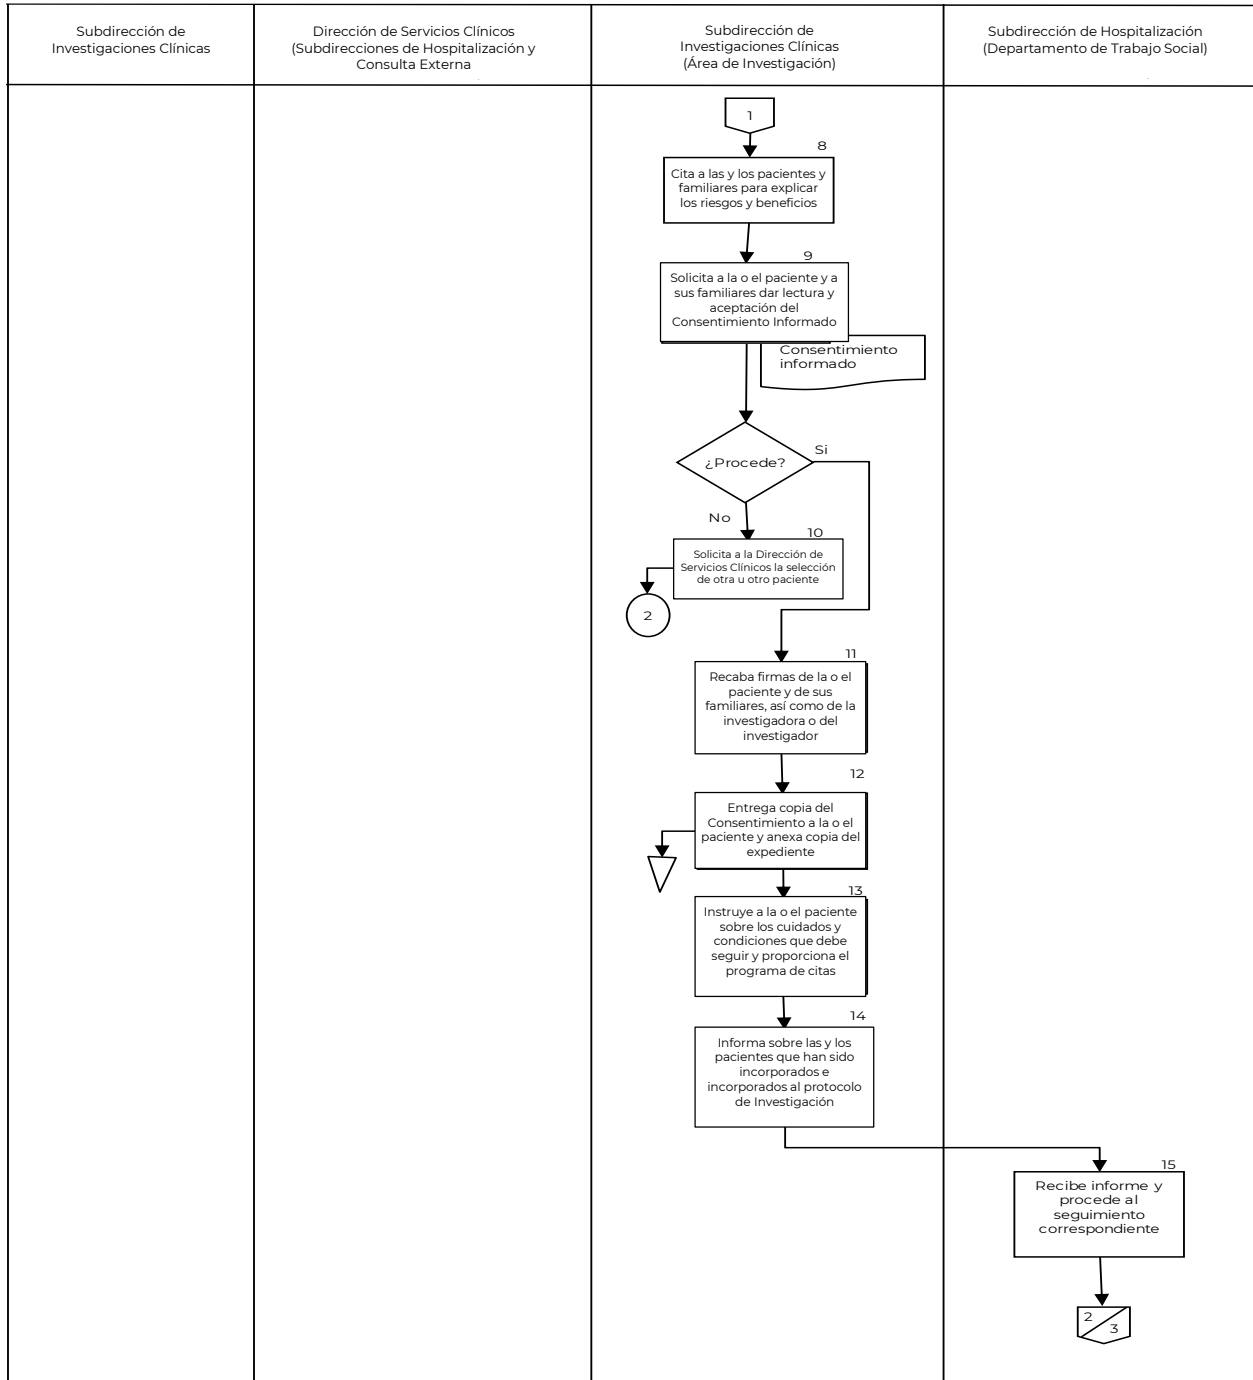 Subdirección de
Investigaciones Clínicas
Dirección de Servicios Clínicos
(Subdirecciones de Hospitalización y
Consulta Externa
Subdirección de
Investigaciones Clínicas
(Área de Investigación)
Subdirección de Hospitalización
(Departamento de Trabajo Social)
1
8
Cita a las y los pacientes y
familiares para explicar
los riesgos y beneficios
9
Solicita a la o el paciente y a
sus familiares dar lectura y
aceptación del
Consentimiento Informado
Consentimiento
informado
¿Procede?
Si
No
10
Solicita a la Dirección de
Servicios Clínicos la selección
de otra u otro paciente
2
11
Recaba firmas de la o el
paciente y de sus
familiares, así como de la
investigadora o del
investigador
12
Entrega copia del
Consentimiento a la o el
paciente y anexa copia del
expediente
13
Instruye a la o el paciente
sobre los cuidados y
condiciones que debe
seguir y proporciona el
programa de citas
14
Informa sobre las y los
pacientes que han sido
incorporados e
incorporados al protocolo
de Investigación
15
Recibe informe y
procede al
seguimiento
correspondiente
2
3